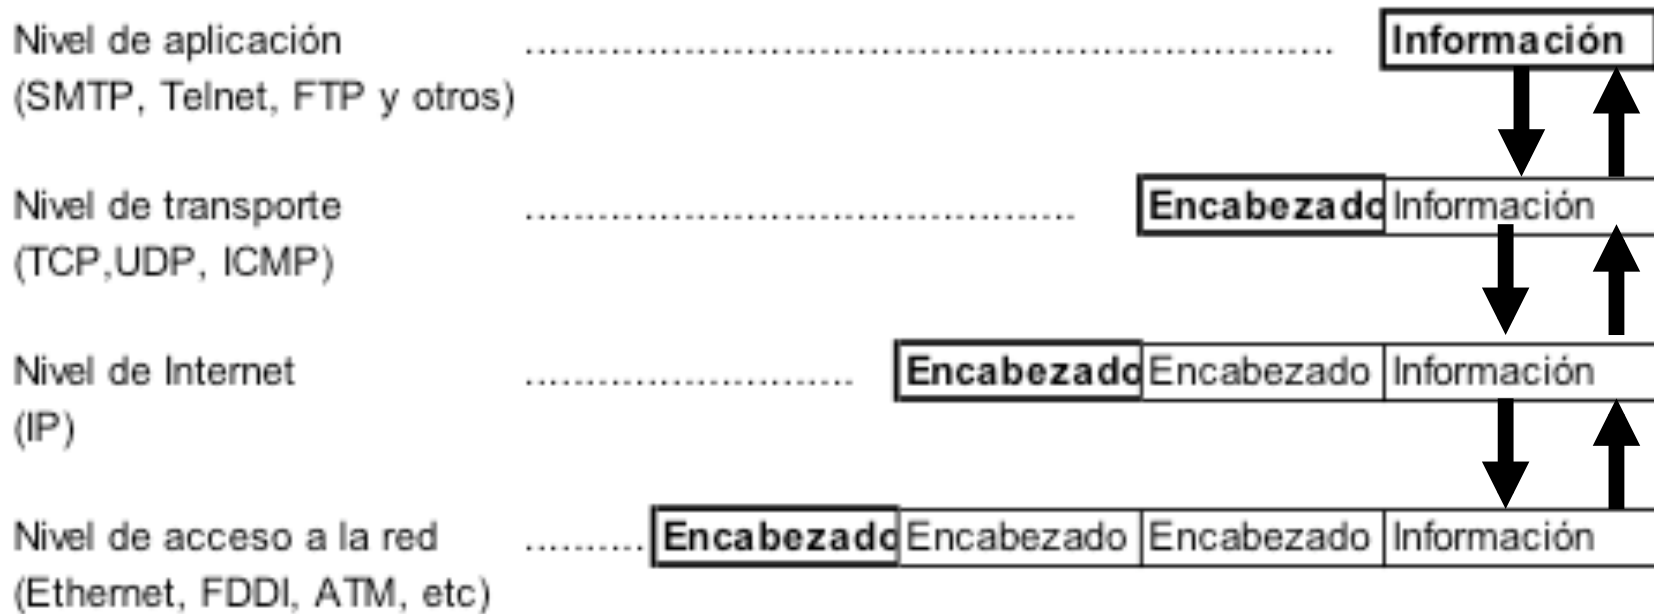 Nivel de aplicación ................................................................ Información
(SMTP, Telnet, FTP y otros)
Nivel de transporte ........................................... Encabezado Información
(TCP,UDP, ICMP)
Nivel de Internet .......................... Encabezado Encabezado Información
(IP)
Nivel de acceso a la red .......... Encabezado Encabezado Encabezado Información
(Ethernet, FDDI, ATM, etc)